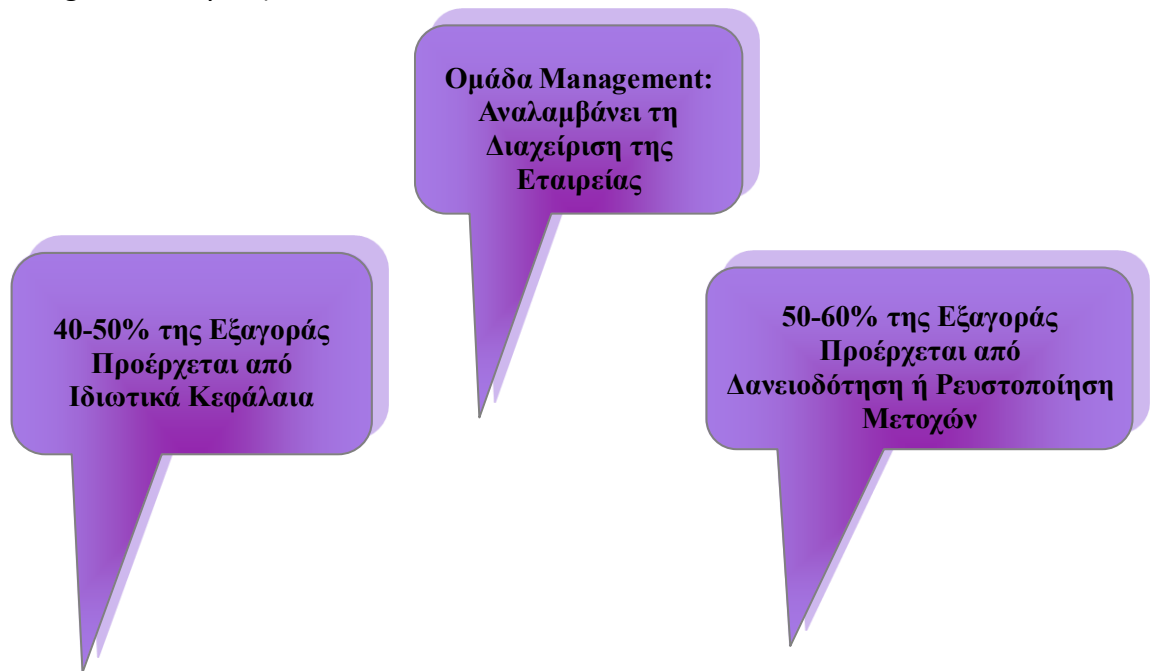 Ομάδα Management:
Αναλαμβάνει τη
Διαχείριση της
Εταιρείας
40-50% της Εξαγοράς
Προέρχεται από
Ιδιωτικά Κεφάλαια
50-60% της Εξαγοράς
Προέρχεται από
Δανειοδότηση ή Ρευστοποίηση
Μετοχών